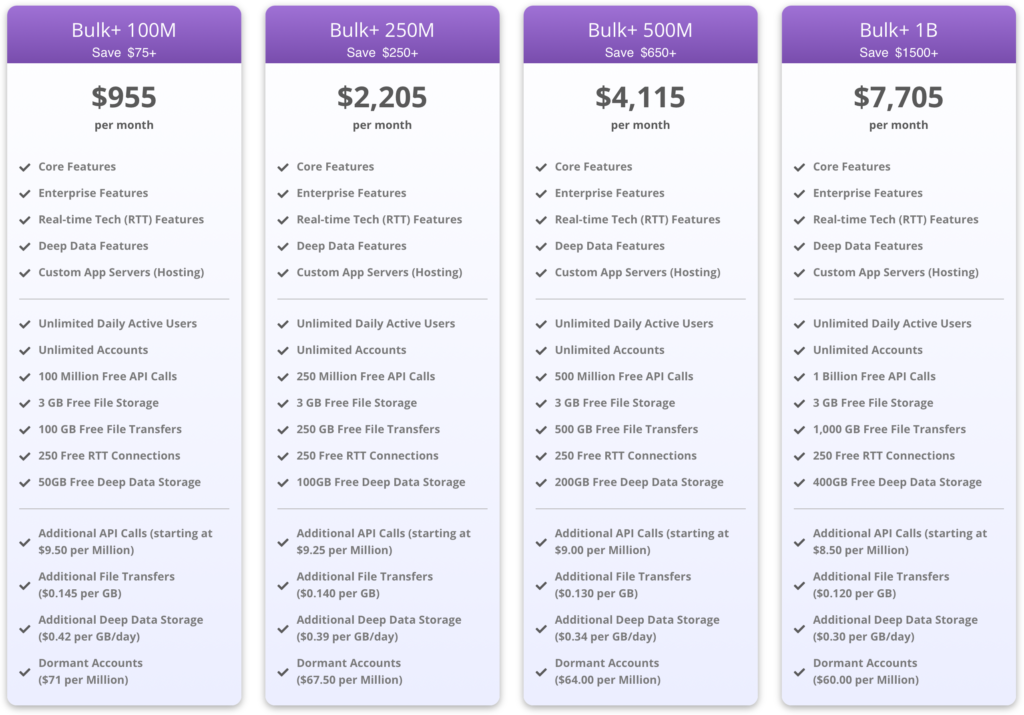 Bulk+ 100M
Save $75+
$955
per month
Core Features
Enterprise Features
Real-time Tech (RTT) Features
Deep Data Features
Custom App Servers (Hosting)
Unlimited Daily Active Users
Unlimited Accounts
100 Million Free API Calls
3 GB Free File Storage
100 GB Free File Transfers
250 Free RTT Connections
50GB Free Deep Data Storage
Additional API Calls (starting at
$9.50 per Million)
Additional File Transfers
($0.145 per GB)
Additional Deep Data Storage
($0.42 per GB/day)
Dormant Accounts
($71 per Million)
Bulk+ 250M
Save $250+
$2,205
per month
Core Features
Enterprise Features
Real-time Tech (RTT) Features
Deep Data Features
Custom App Servers (Hosting)
Unlimited Daily Active Users
Unlimited Accounts
250 Million Free API Calls
3 GB Free File Storage
250 GB Free File Transfers
250 Free RTT Connections
100GB Free Deep Data Storage
Additional API Calls (starting at
$9.25 per Million)
Additional File Transfers
($0.140 per GB)
Additional Deep Data Storage
($0.39 per GB/day)
Dormant Accounts
($67.50 per Million)
Bulk+ 500M
Save $650+
$4,115
per month
Core Features
Enterprise Features
Real-time Tech (RTT) Features
Deep Data Features
Custom App Servers (Hosting)
Unlimited Daily Active Users
Unlimited Accounts
500 Million Free API Calls
3 GB Free File Storage
500 GB Free File Transfers
250 Free RTT Connections
200GB Free Deep Data Storage
Additional API Calls (starting at
$9.00 per Million)
Additional File Transfers
($0.130 per GB)
Additional Deep Data Storage
($0.34 per GB/day)
Dormant Accounts
($64.00 per Million)
Bulk+ 1B
Save $1500+
$7,705
per month
Core Features
Enterprise Features
Real-time Tech (RTT) Features
Deep Data Features
Custom App Servers (Hosting)
Unlimited Daily Active Users
Unlimited Accounts
1 Billion Free API Calls
3 GB Free File Storage
1,000 GB Free File Transfers
250 Free RTT Connections
400GB Free Deep Data Storage
Additional API Calls (starting at
$8.50 per Million)
Additional File Transfers
($0.120 per GB)
Additional Deep Data Storage
($0.30 per GB/day)
Dormant Accounts
($60.00 per Million)